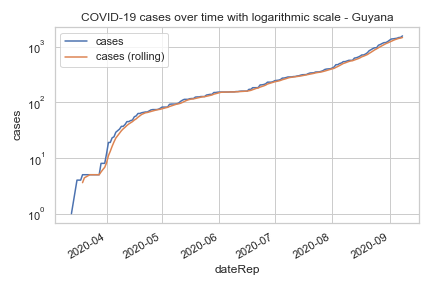 COVID-19 cases over time with logarithmic scale - Guyana
cases
cases (rolling)
10³
10²
10¹
10⁰
cases
2020-04
2020-05
2020-06
2020-07
2020-08
2020-09
dateRep